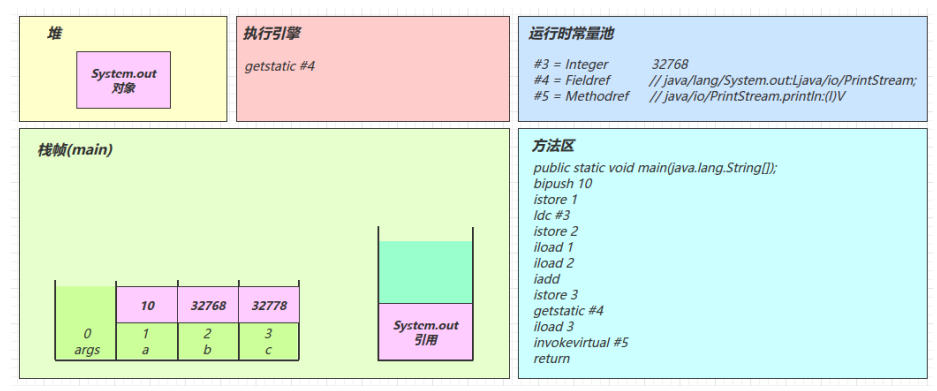 堆
System.out
对象
执行引擎
getstatic #4
运行时常量池
#3 = Integer 32768
#4 = Fieldref // java/lang/System.out:Ljava/io/PrintStream;
#5 = Methodref // java/io/PrintStream.println:(I)V
栈帧(main)
10 32768 32778
0 1 2 3
args a b c
System.out
引用
方法区
public static void main(java.lang.String[]);
bipush 10
istore 1
ldc #3
istore 2
iload 1
iload 2
iadd
istore 3
getstatic #4
iload 3
invokevirtual #5
return